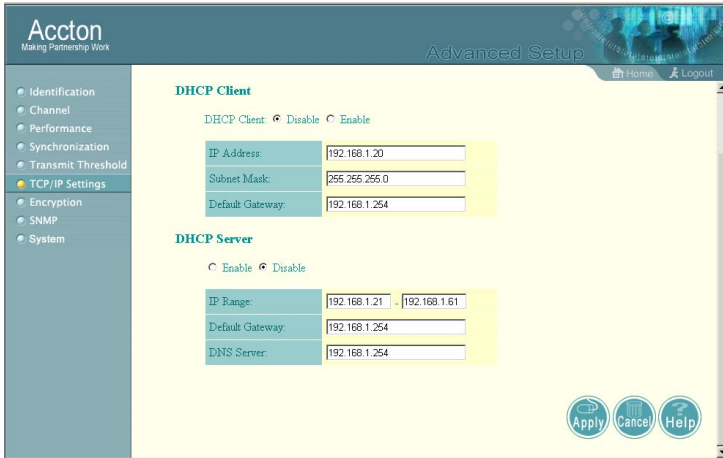 Accton
Making Partnership Work
Advanced Setup
Home Logout
Identification
Channel
Performance
Synchronization
Transmit Threshold
TCP/IP Settings
Encryption
SNMP
System
DHCP Client
DHCP Client: Disable Enable
IP Address: 192.168.1.20
Subnet Mask: 255.255.255.0
Default Gateway: 192.168.1.254
DHCP Server
Enable Disable
IP Range: 192.168.1.21 - 192.168.1.61
Default Gateway: 192.168.1.254
DNS Server: 192.168.1.254
Apply Cancel Help